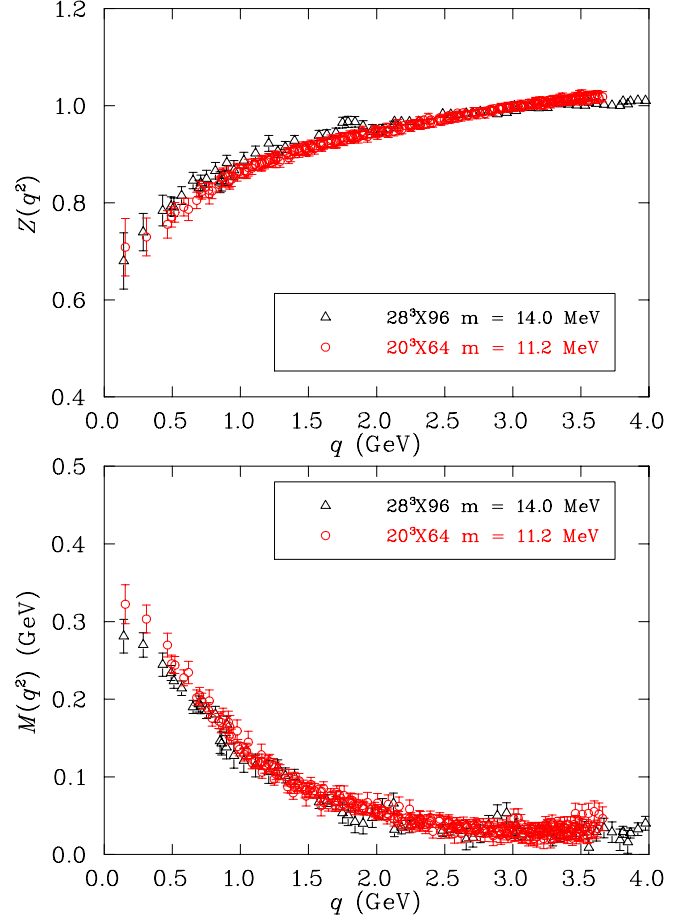 1.2
1.0
0.8
0.6
0.4
Z(q²)
28³X96 m = 14.0 MeV
20³X64 m = 11.2 MeV
0.0 0.5 1.0 1.5 2.0 2.5 3.0 3.5 4.0
q (GeV)
0.5
0.4
0.3
0.2
0.1
0.0
M(q²) (GeV)
28³X96 m = 14.0 MeV
20³X64 m = 11.2 MeV
0.0 0.5 1.0 1.5 2.0 2.5 3.0 3.5 4.0
q (GeV)